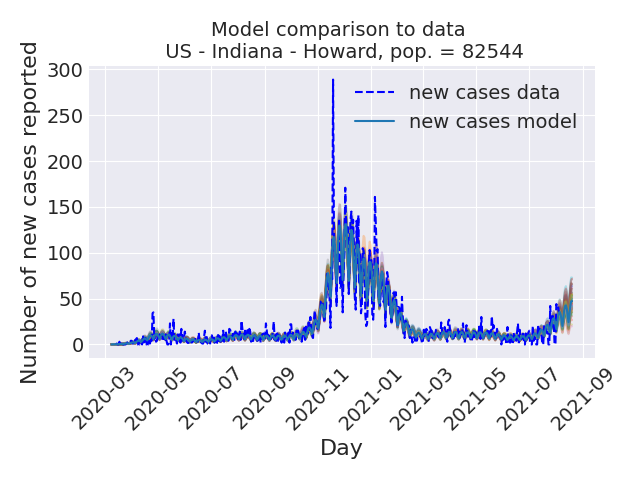 Model comparison to data
US - Indiana - Howard, pop. = 82544
Number of new cases reported
300
250
200
150
100
50
0
new cases data
new cases model
2020-03
2020-05
2020-07
2020-09
2020-11
2021-01
2021-03
2021-05
2021-07
2021-09
Day